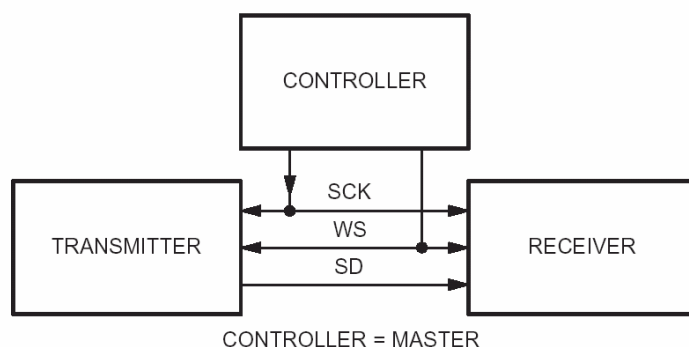 CONTROLLER
SCK
WS
TRANSMITTER
RECEIVER
SD
CONTROLLER = MASTER